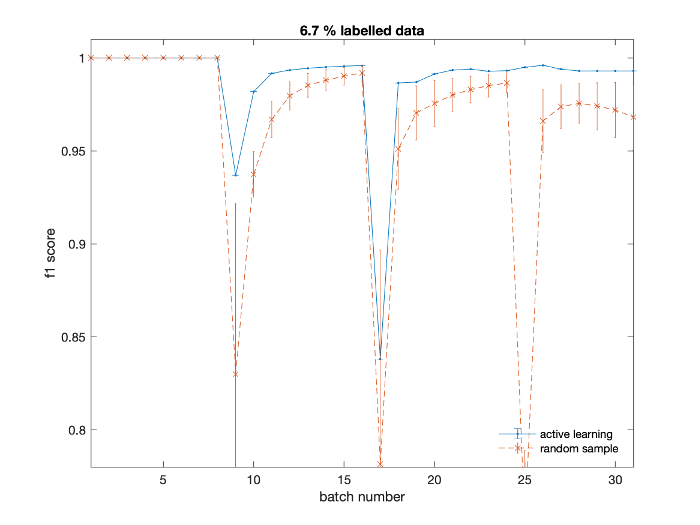 6.7 % labelled data
f1 score
1
0.95
0.9
0.85
0.8
active learning
random sample
5
10
15
20
25
30
batch number